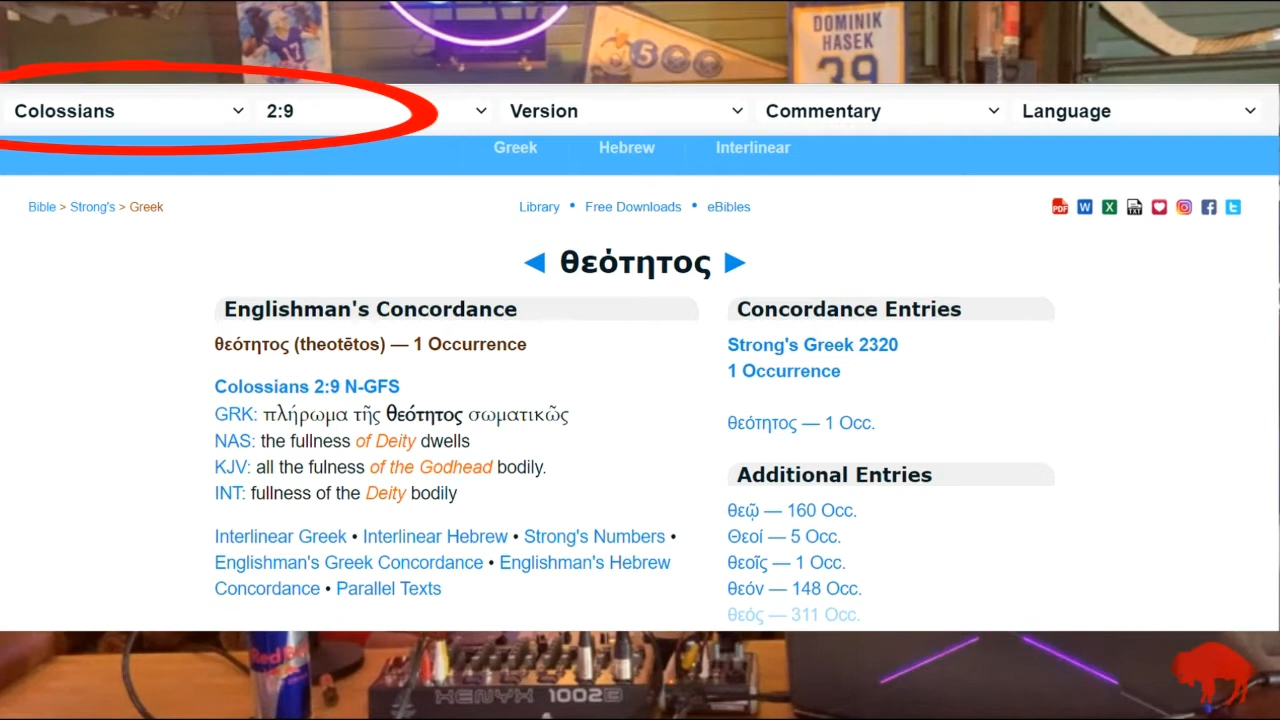 DOMINIK
HASEK
39
500
17
Colossians 2:9 Version Commentary Language
Greek Hebrew Interlinear
Bible > Strong's > Greek
Library • Free Downloads • eBibles
PDF W X TXT
◄ θεότητος ►
Englishman's Concordance
θεότητος (theotētos) — 1 Occurrence
Colossians 2:9 N-GFS
GRK: πλήρωμα τῆς θεότητος σωματικῶς
NAS: the fullness of Deity dwells
KJV: all the fulness of the Godhead bodily.
INT: fullness of the Deity bodily
Interlinear Greek • Interlinear Hebrew • Strong's Numbers •
Englishman's Greek Concordance • Englishman's Hebrew
Concordance • Parallel Texts
Concordance Entries
Strong's Greek 2320
1 Occurrence
θεότητος — 1 Occ.
Additional Entries
θεῷ — 160 Occ.
Θεοί — 5 Occ.
θεοῖς — 1 Occ.
θεόν — 148 Occ.
θεός — 311 Occ.
Red Bu
XENYX 1002B